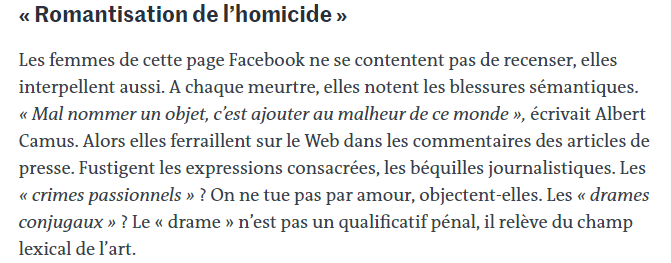 « Romantisation de l’homicide »
Les femmes de cette page Facebook ne se contentent pas de recenser, elles
interpellent aussi. A chaque meurtre, elles notent les blessures sémantiques.
« Mal nommer un objet, c’est ajouter au malheur de ce monde », écrivait Albert
Camus. Alors elles ferraillent sur le Web dans les commentaires des articles de
presse. Fustigent les expressions consacrées, les béquilles journalistiques. Les
« crimes passionnels » ? On ne tue pas par amour, objectent-elles. Les « drames
conjugaux » ? Le « drame » n’est pas un qualificatif pénal, il relève du champ
lexical de l’art.